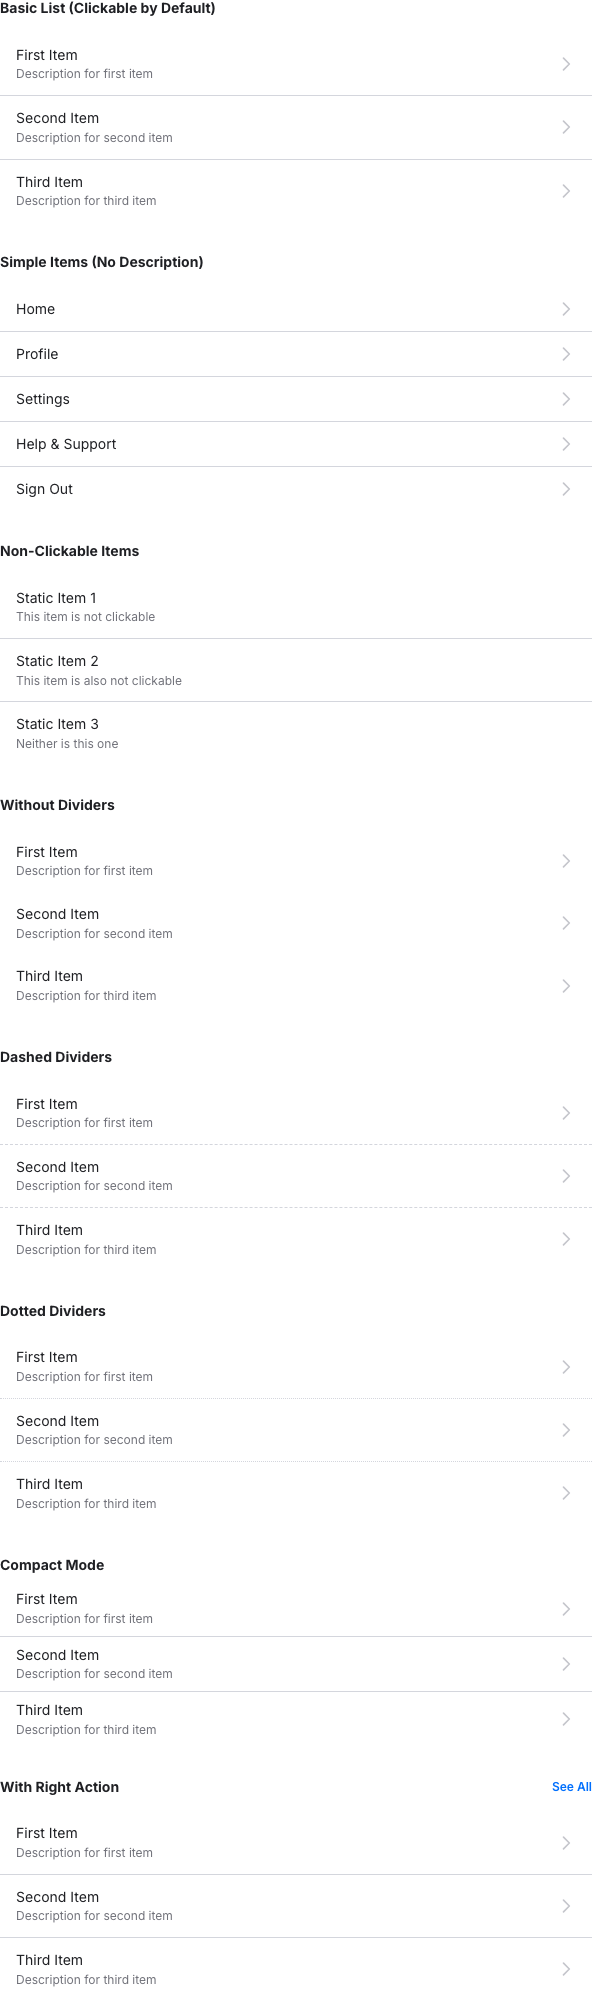 Basic List (Clickable by Default)
First Item
Description for first item
Second Item
Description for second item
Third Item
Description for third item
Simple Items (No Description)
Home
Profile
Settings
Help & Support
Sign Out
Non-Clickable Items
Static Item 1
This item is not clickable
Static Item 2
This item is also not clickable
Static Item 3
Neither is this one
Without Dividers
First Item
Description for first item
Second Item
Description for second item
Third Item
Description for third item
Dashed Dividers
First Item
Description for first item
Second Item
Description for second item
Third Item
Description for third item
Dotted Dividers
First Item
Description for first item
Second Item
Description for second item
Third Item
Description for third item
Compact Mode
First Item
Description for first item
Second Item
Description for second item
Third Item
Description for third item
With Right Action See All
First Item
Description for first item
Second Item
Description for second item
Third Item
Description for third item